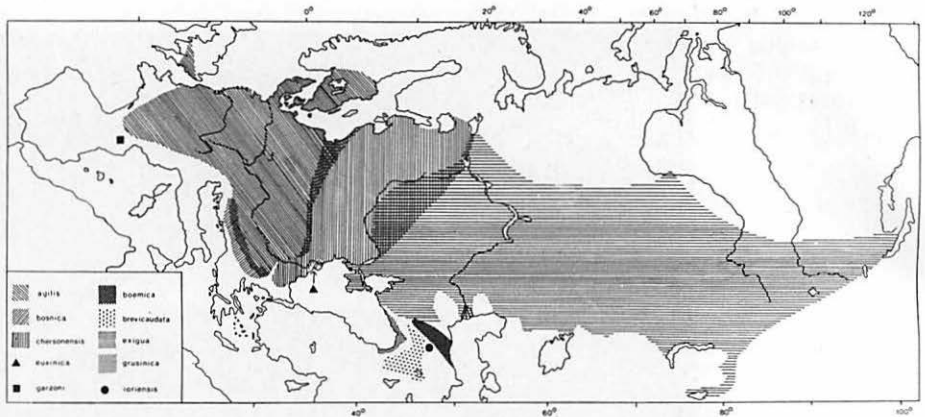 0° 20° 40° 60° 80° 100° 120°
agilis
bosnica
chersonensis
eusinica
garzoni
boemica
brevicaudata
exigua
grusinica
ioriensis
40° 60° 80° 100°